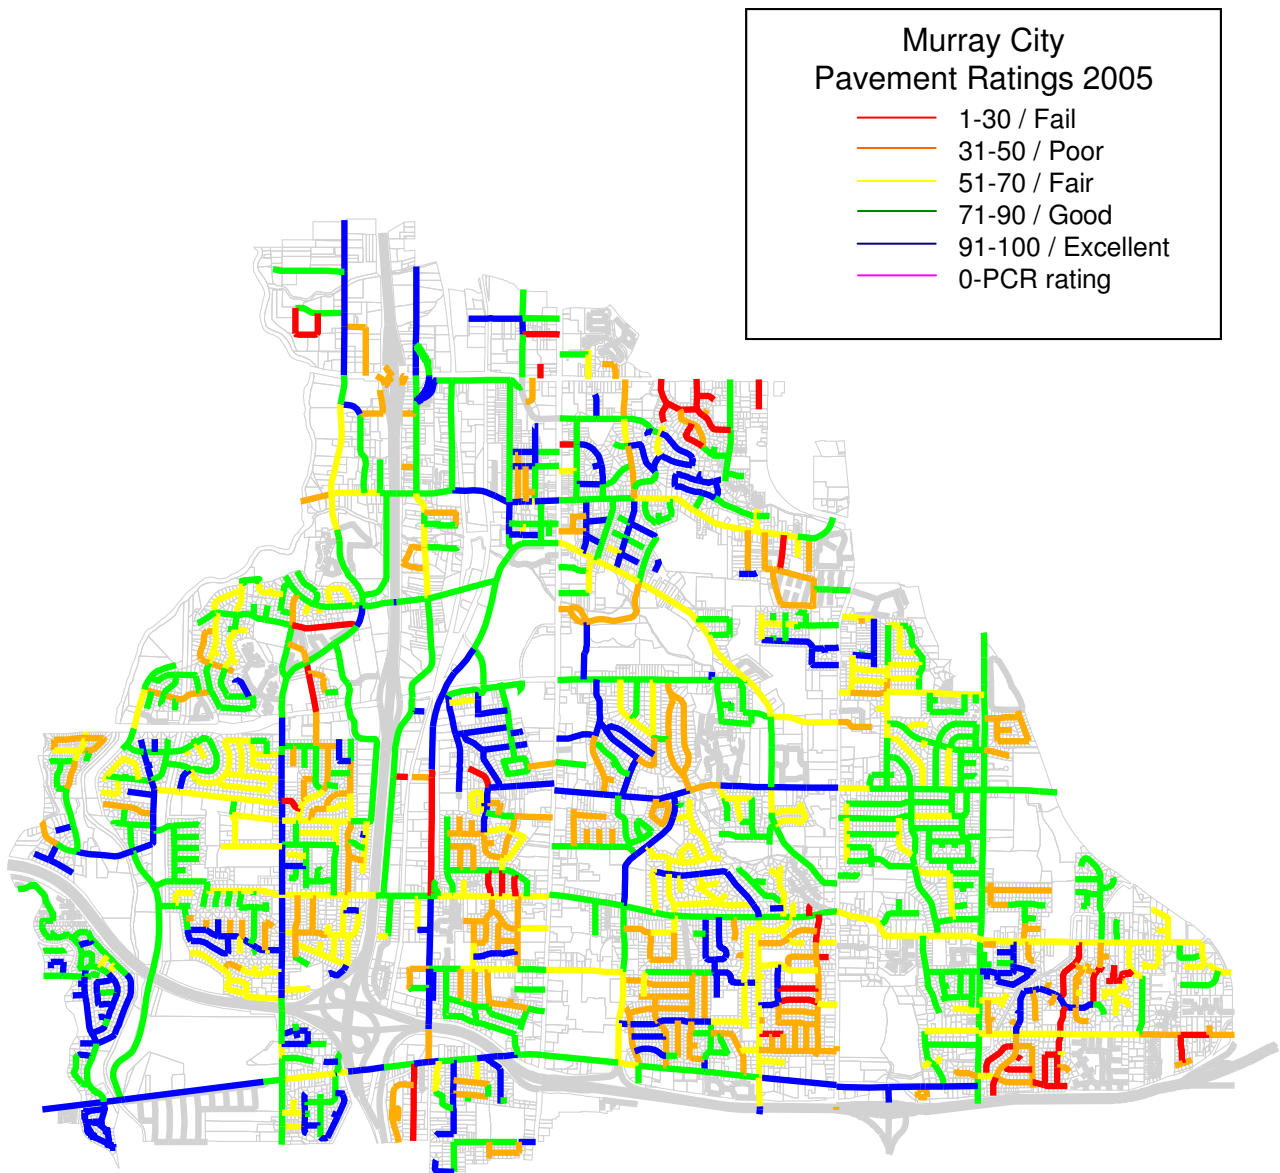 Murray City
Pavement Ratings 2005
1-30 / Fail
31-50 / Poor
51-70 / Fair
71-90 / Good
91-100 / Excellent
0-PCR rating